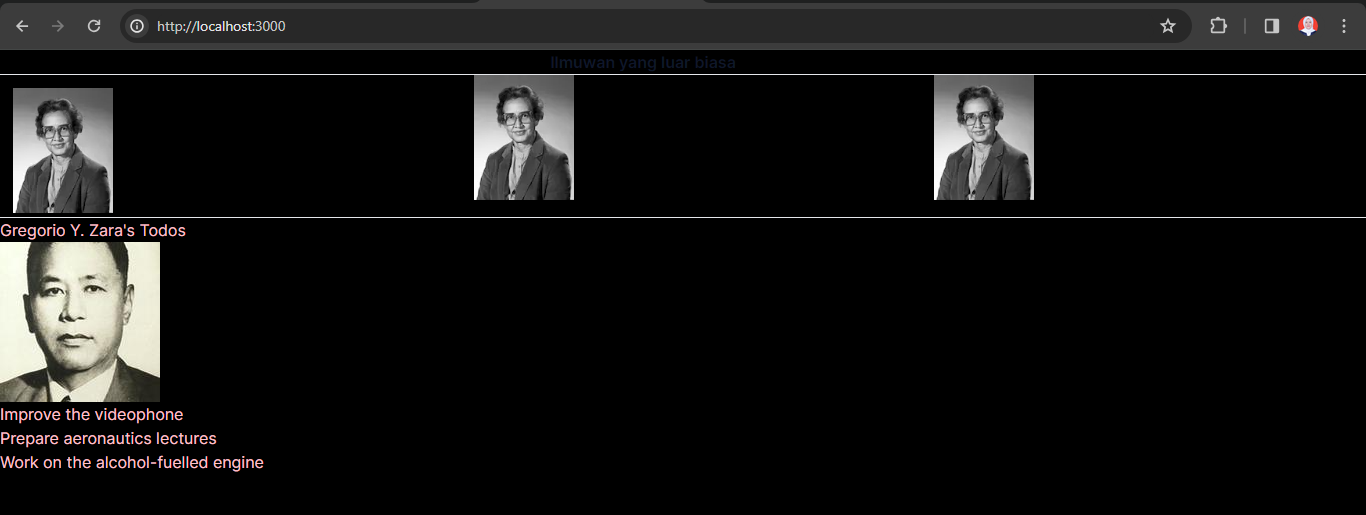 http://localhost:3000
Ilmuwan yang luar biasa
Gregorio Y. Zara's Todos
Improve the videophone
Prepare aeronautics lectures
Work on the alcohol-fuelled engine